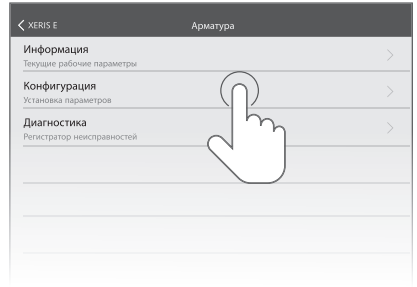 XERIS E
Арматура
Информация
Текущие рабочие параметры
Конфигурация
Установка параметров
Диагностика
Регистратор неисправностей